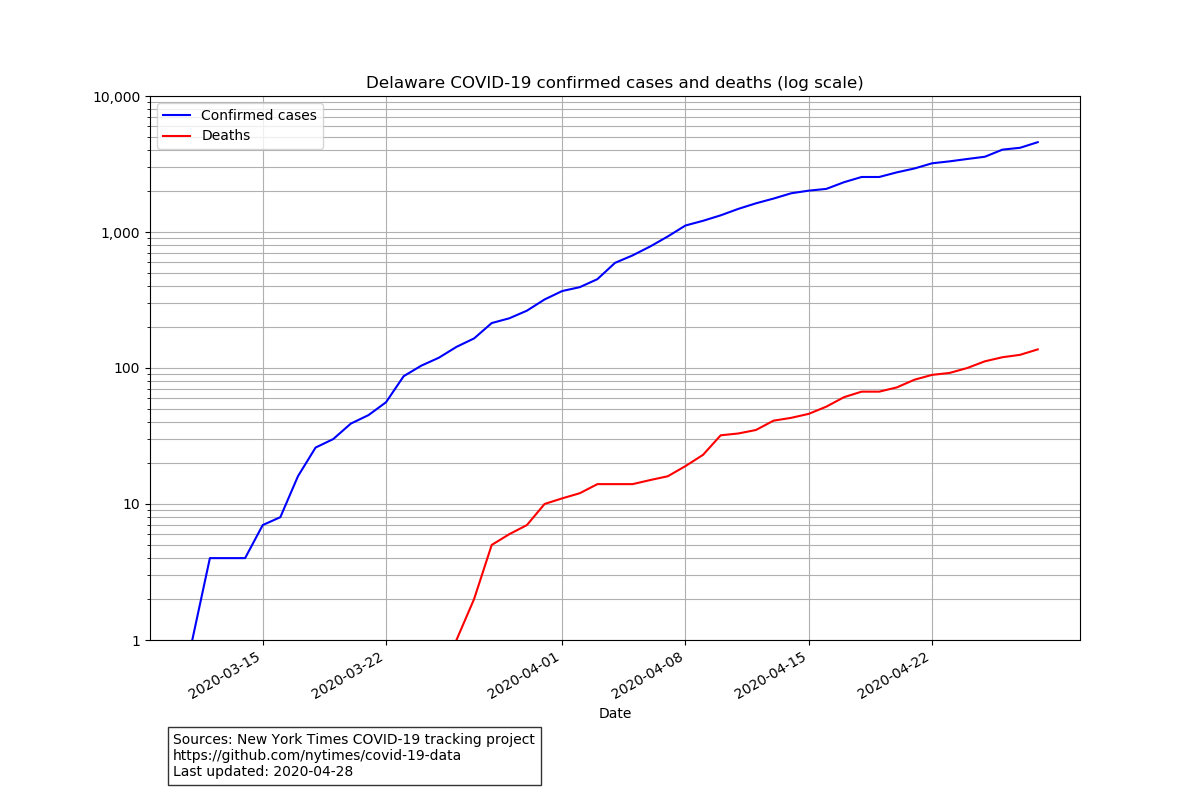 Delaware COVID-19 confirmed cases and deaths (log scale)
10,000
1,000
100
10
1
Confirmed cases
Deaths
2020-03-15
2020-03-22
2020-04-01
2020-04-08
2020-04-15
2020-04-22
Date
Sources: New York Times COVID-19 tracking project
https://github.com/nytimes/covid-19-data
Last updated: 2020-04-28